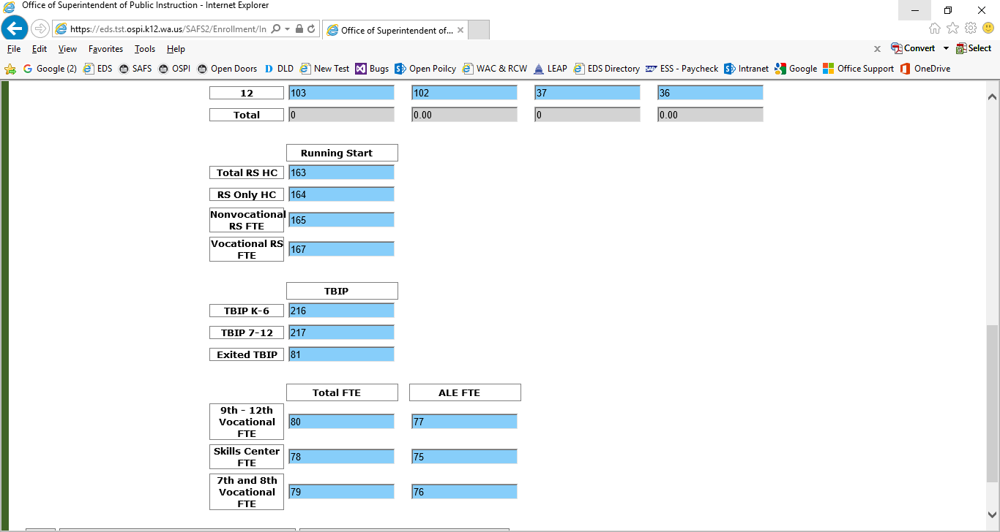 Office of Superintendent of Public Instruction - Internet Explorer
https://eds.tst.ospi.k12.wa.us/SAFS2/Enrollment/In
Office of Superintendent of...
File Edit View Favorites Tools Help
Convert Select
Google (2) EDS SAFS OSPI Open Doors DLD New Test Bugs Open Poilcy WAC & RCW LEAP EDS Directory ESS - Paycheck Intranet Google Office Support OneDrive
12 103 102 37 36
Total 0 0.00 0 0.00
Running Start
Total RS HC 163
RS Only HC 164
Nonvocational
RS FTE 165
Vocational RS
FTE 167
TBIP
TBIP K-6 216
TBIP 7-12 217
Exited TBIP 81
Total FTE ALE FTE
9th - 12th
Vocational 80 77
FTE
Skills Center
FTE 78 75
7th and 8th
Vocational 79 76
FTE